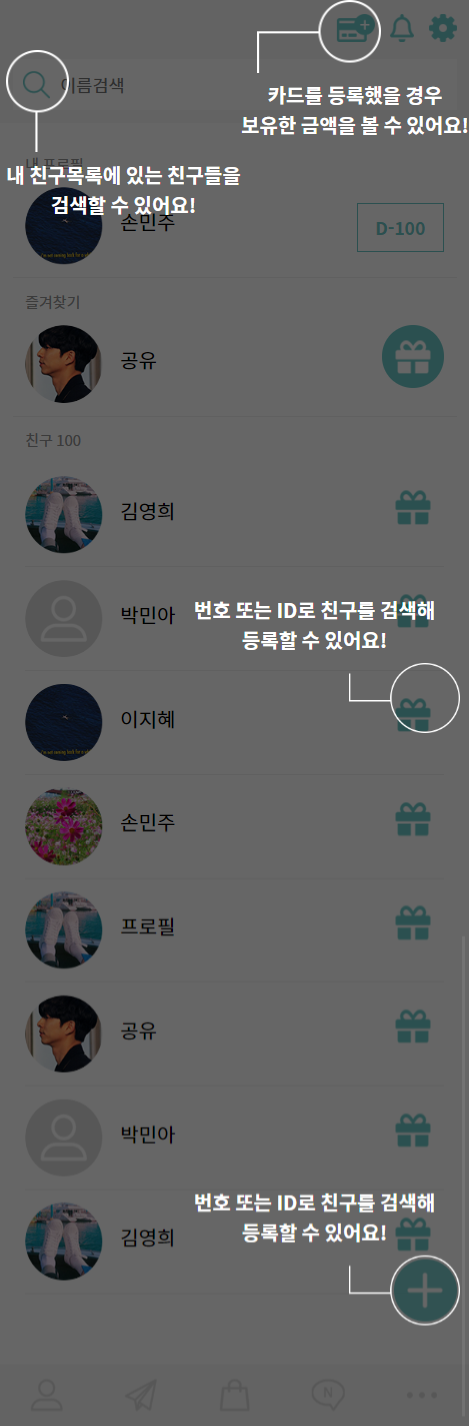 카드를 등록했을 경우
보유한 금액을 볼 수 있어요!
이름검색
내 프로필
내 친구목록에 있는 친구들을
검색할 수 있어요!
손민주
D-100
즐겨찾기
공유
친구 100
김영희
박민아
번호 또는 ID로 친구를 검색해
등록할 수 있어요!
이지혜
손민주
프로필
공유
박민아
번호 또는 ID로 친구를 검색해
등록할 수 있어요!
김영희
N